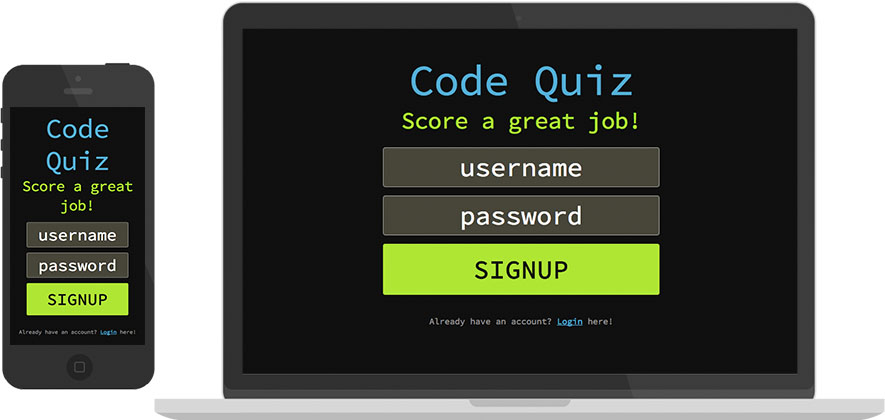 Code
Quiz
Score a great
job!
username
password
SIGNUP
Already have an account? Login here!
Code Quiz
Score a great job!
username
password
SIGNUP
Already have an account? Login here!